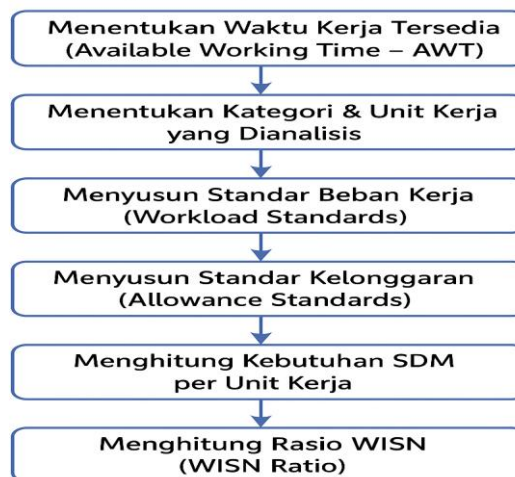 Menentukan Waktu Kerja Tersedia
(Available Working Time – AWT)
Menentukan Kategori & Unit Kerja
yang Dianalisis
Menyusun Standar Beban Kerja
(Workload Standards)
Menyusun Standar Kelonggaran
(Allowance Standards)
Menghitung Kebutuhan SDM
per Unit Kerja
Menghitung Rasio WISN
(WISN Ratio)